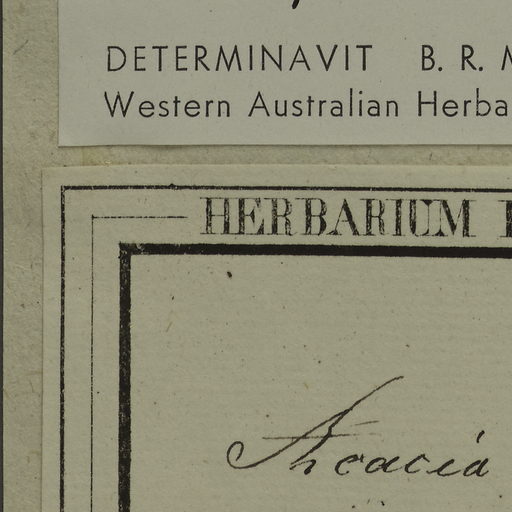 DETERMINAVIT B. R.
Western Australian Herba
HERBARIUM
Acacia